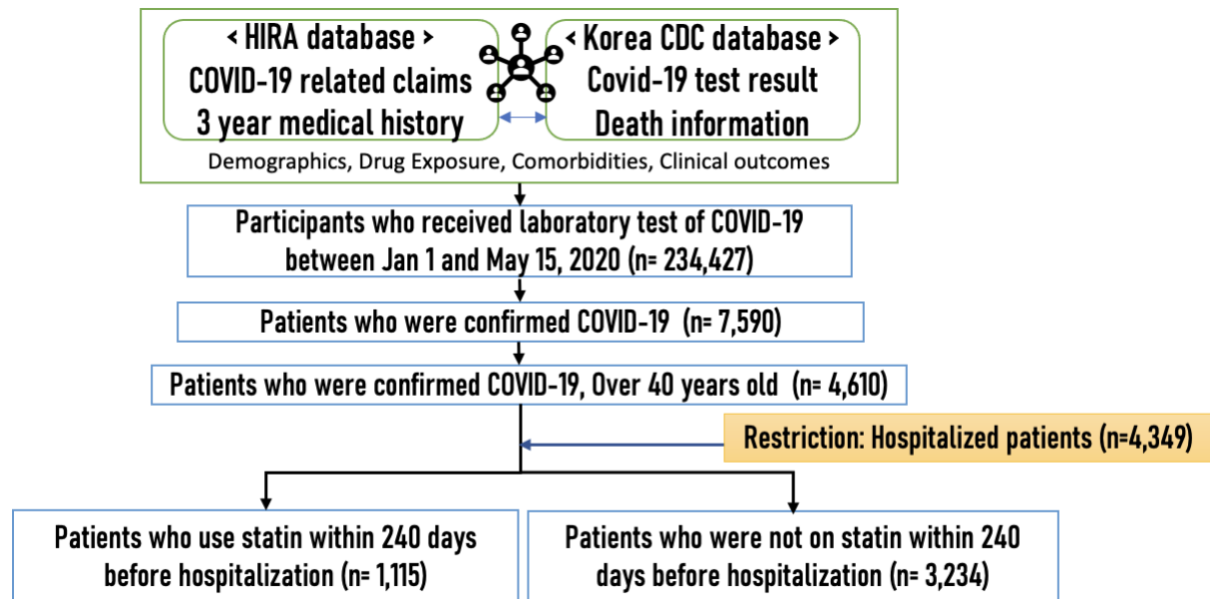 < HIRA database >
COVID-19 related claims
3 year medical history
< Korea CDC database >
Covid-19 test result
Death information
Demographics, Drug Exposure, Comorbidities, Clinical outcomes
Participants who received laboratory test of COVID-19
between Jan 1 and May 15, 2020 (n= 234,427)
Patients who were confirmed COVID-19 (n= 7,590)
Patients who were confirmed COVID-19, Over 40 years old (n= 4,610)
Restriction: Hospitalized patients (n=4,349)
Patients who use statin within 240 days
before hospitalization (n= 1,115)
Patients who were not on statin within 240
days before hospitalization (n= 3,234)